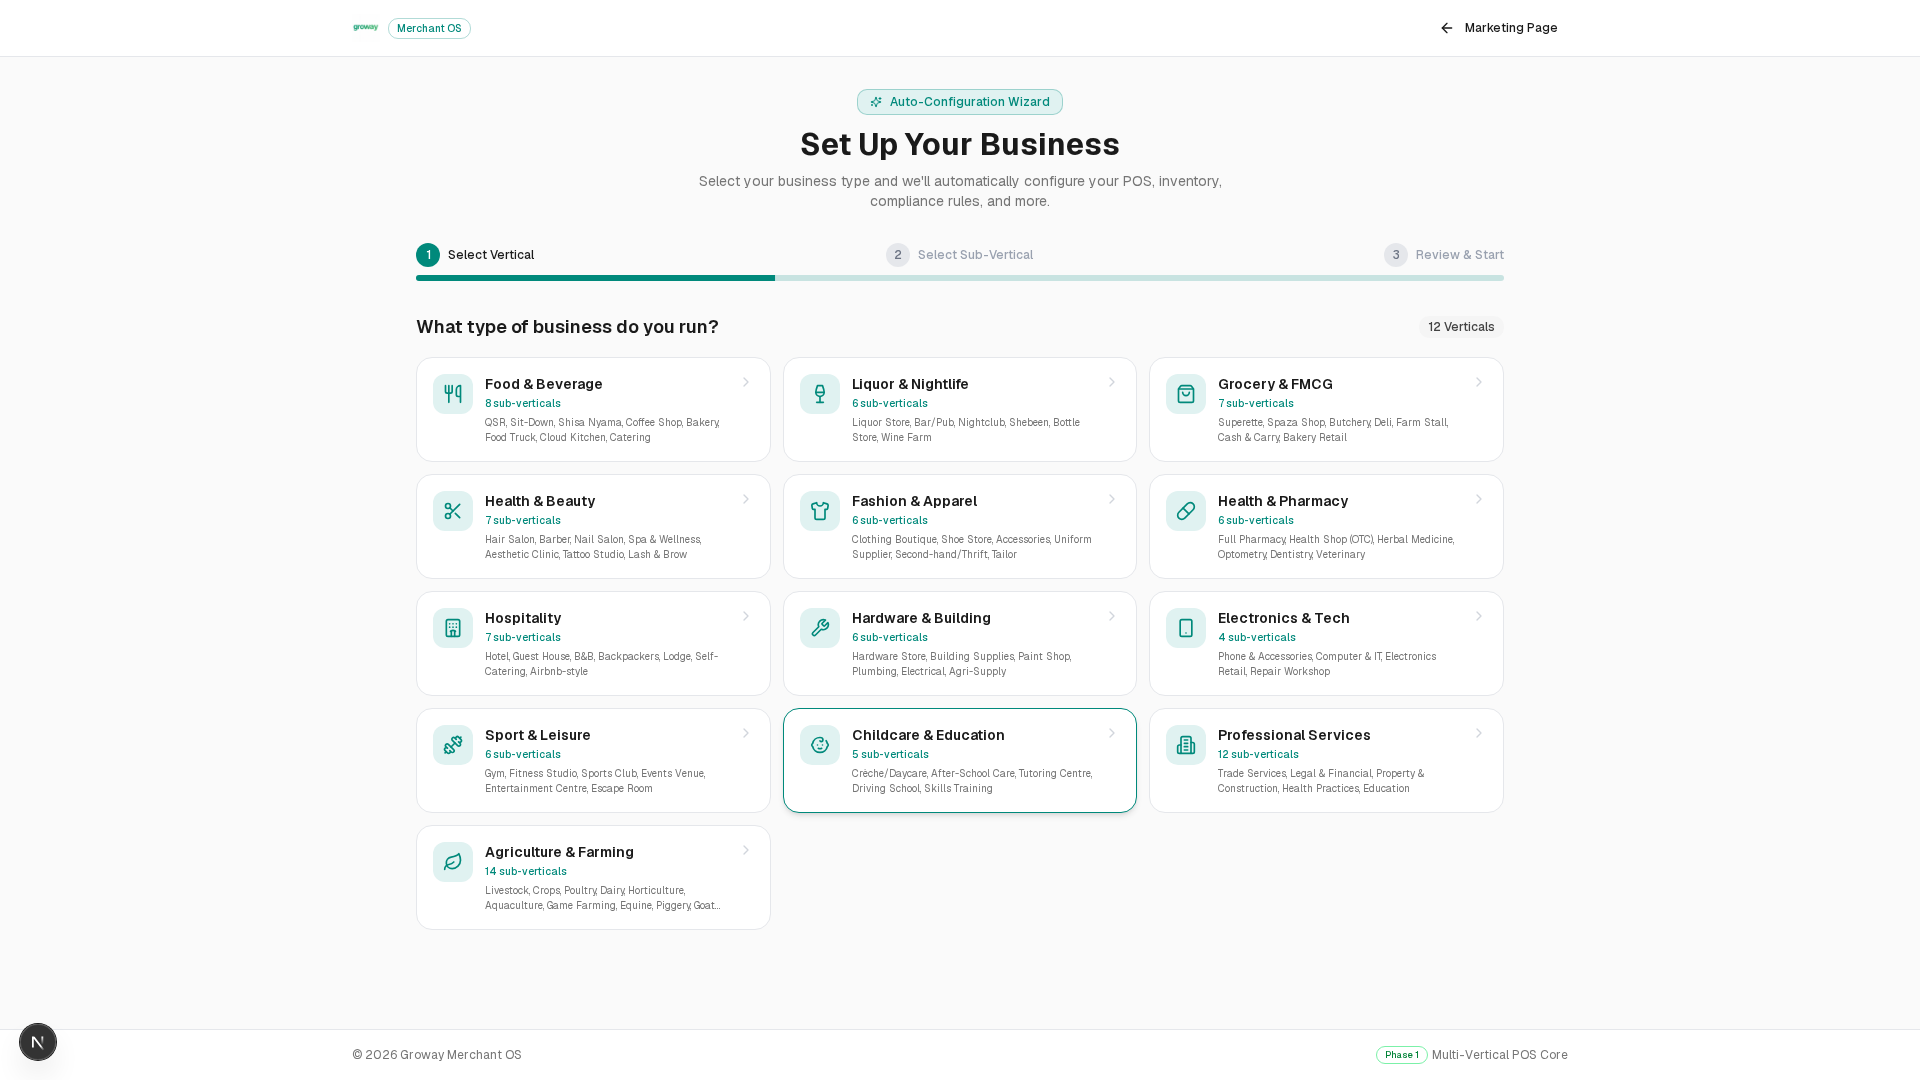 groway
Merchant OS
Marketing Page
Auto-Configuration Wizard
Set Up Your Business
Select your business type and we'll automatically configure your POS, inventory,
compliance rules, and more.
1 Select Vertical
2 Select Sub-Vertical
3 Review & Start
What type of business do you run?
12 Verticals
Food & Beverage
8 sub-verticals
QSR, Sit-Down, Shisa Nyama, Coffee Shop, Bakery,
Food Truck, Cloud Kitchen, Catering
Liquor & Nightlife
6 sub-verticals
Liquor Store, Bar/Pub, Nightclub, Shebeen, Bottle
Store, Wine Farm
Grocery & FMCG
7 sub-verticals
Superette, Spaza Shop, Butchery, Deli, Farm Stall,
Cash & Carry, Bakery Retail
Health & Beauty
7 sub-verticals
Hair Salon, Barber, Nail Salon, Spa & Wellness,
Aesthetic Clinic, Tattoo Studio, Lash & Brow
Fashion & Apparel
6 sub-verticals
Clothing Boutique, Shoe Store, Accessories, Uniform
Supplier, Second-hand/Thrift, Tailor
Health & Pharmacy
6 sub-verticals
Full Pharmacy, Health Shop (OTC), Herbal Medicine,
Optometry, Dentistry, Veterinary
Hospitality
7 sub-verticals
Hotel, Guest House, B&B, Backpackers, Lodge, Self-
Catering, Airbnb-style
Hardware & Building
6 sub-verticals
Hardware Store, Building Supplies, Paint Shop,
Plumbing, Electrical, Agri-Supply
Electronics & Tech
4 sub-verticals
Phone & Accessories, Computer & IT, Electronics
Retail, Repair Workshop
Sport & Leisure
6 sub-verticals
Gym, Fitness Studio, Sports Club, Events Venue,
Entertainment Centre, Escape Room
Childcare & Education
5 sub-verticals
Crèche/Daycare, After-School Care, Tutoring Centre,
Driving School, Skills Training
Professional Services
12 sub-verticals
Trade Services, Legal & Financial, Property &
Construction, Health Practices, Education
Agriculture & Farming
14 sub-verticals
Livestock, Crops, Poultry, Dairy, Horticulture,
Aquaculture, Game Farming, Equine, Piggery, Goat...
N
© 2026 Groway Merchant OS
Phase 1 Multi-Vertical POS Core